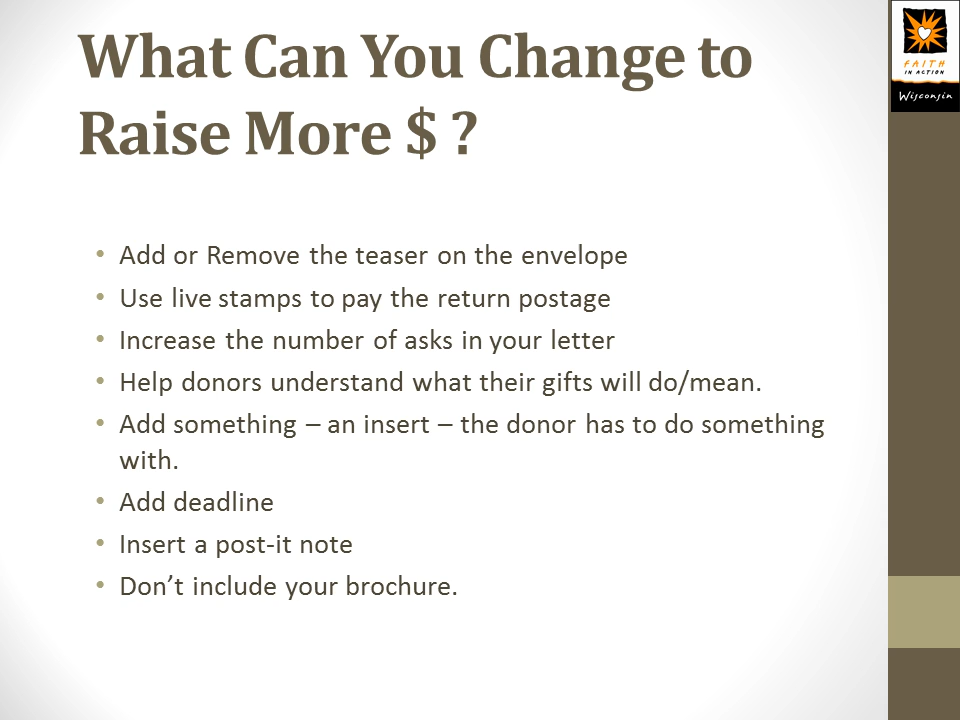 What Can You Change to
Raise More $ ?
FAITH
IN ACTION
Wisconsin
• Add or Remove the teaser on the envelope
• Use live stamps to pay the return postage
• Increase the number of asks in your letter
• Help donors understand what their gifts will do/mean.
• Add something – an insert – the donor has to do something
with.
• Add deadline
• Insert a post-it note
• Don’t include your brochure.